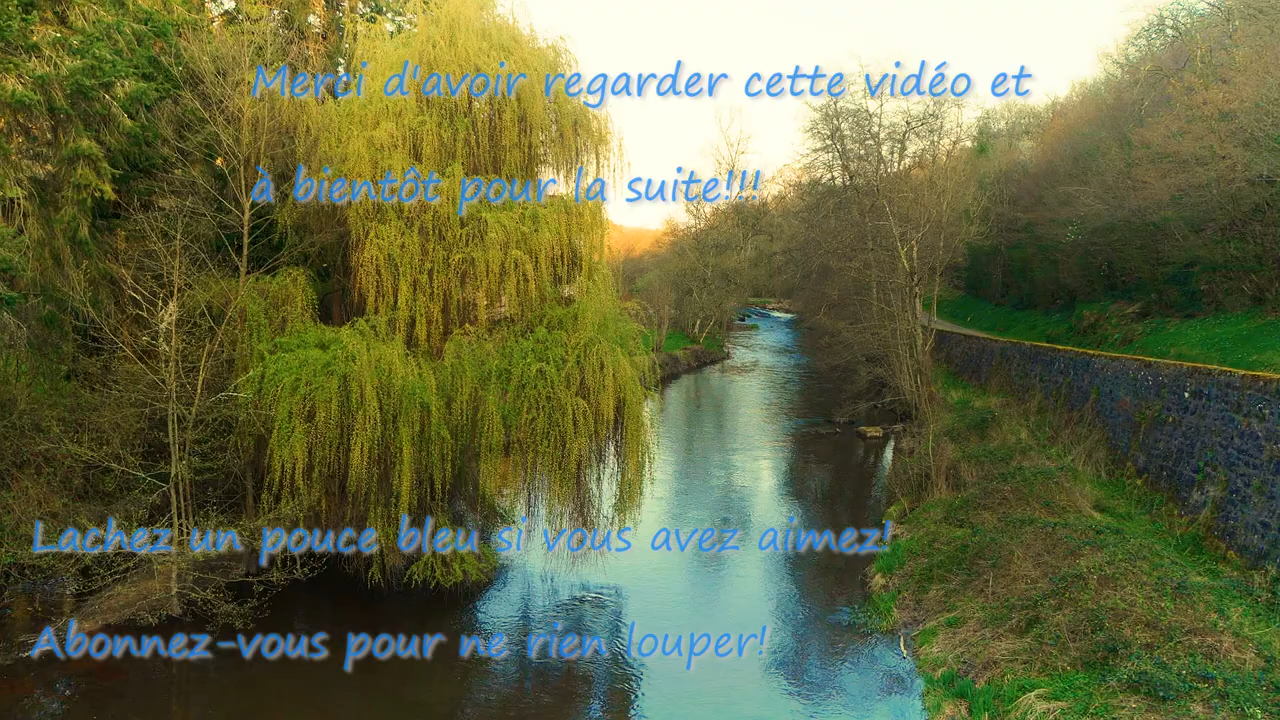 Merci d'avoir regarder cette vidéo et
à bientôt pour la suite!!!
Lachez un pouce bleu si vous avez aimez!
Abonnez-vous pour ne rien louper!